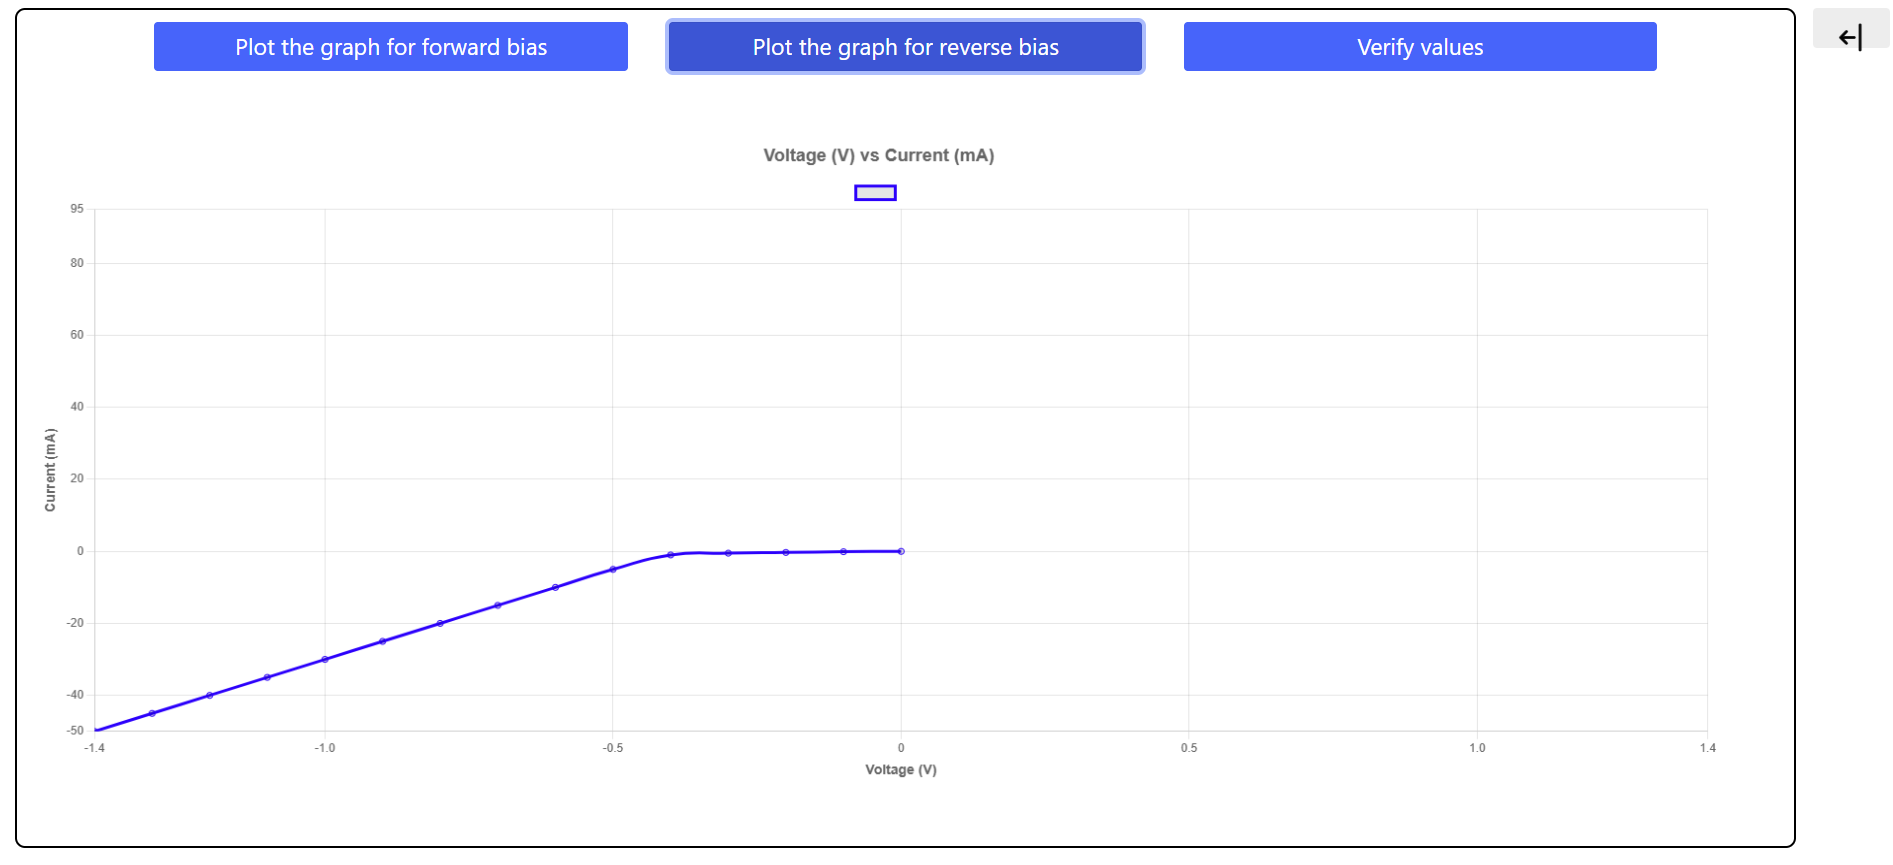 Plot the graph for forward bias
Plot the graph for reverse bias
Verify values
Voltage (V) vs Current (mA)
95
80
60
40
20
0
-20
-40
-50
Current (mA)
-1.4
-1.0
-0.5
0
0.5
1.0
1.4
Voltage (V)